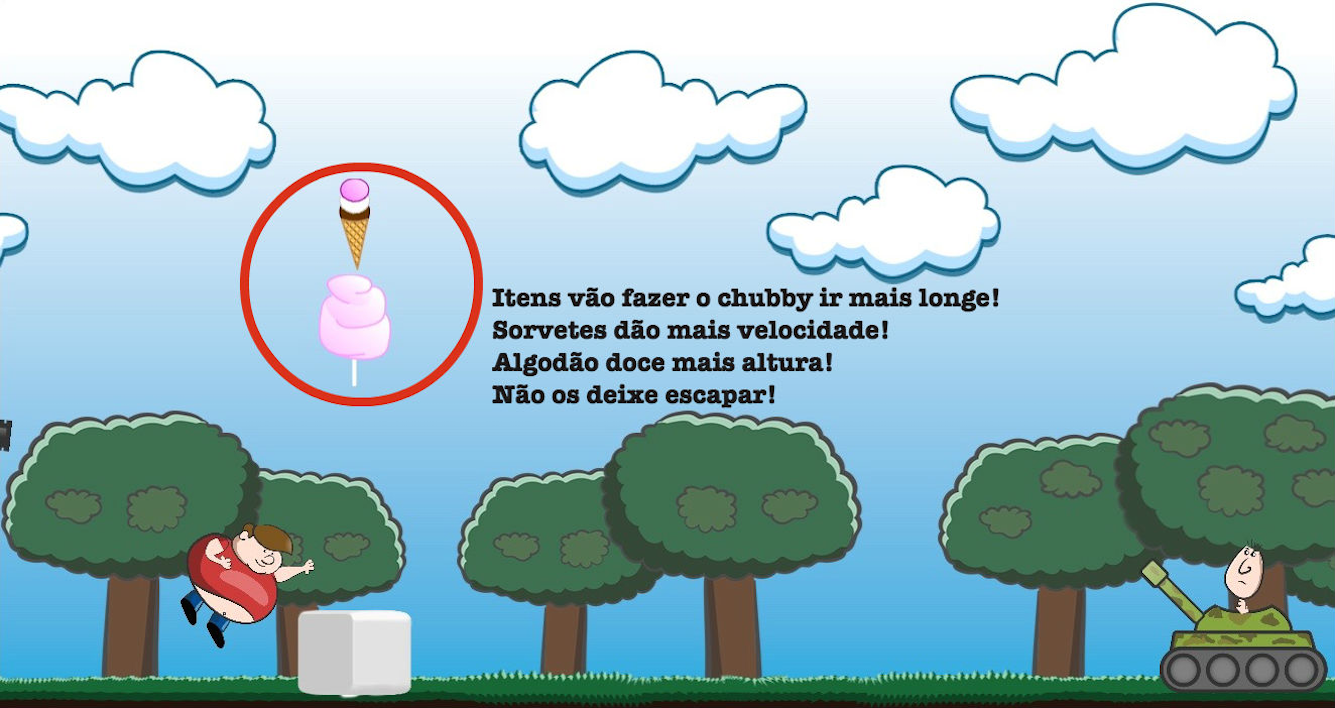 Itens vão fazer o chubby ir mais longe!
Sorvetes dão mais velocidade!
Algodão doce mais altura!
Não os deixe escapar!